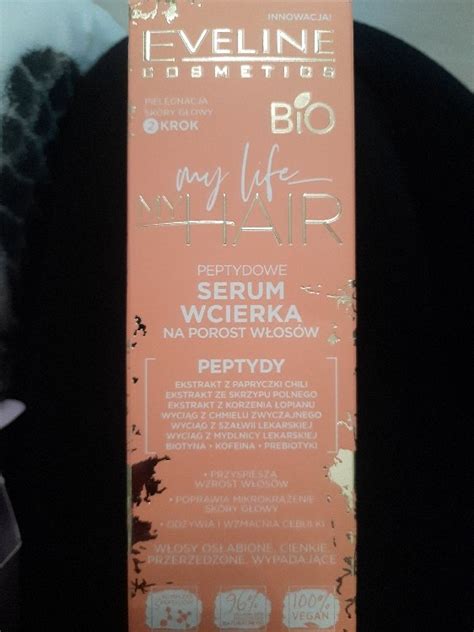 INNOWACJA!
EVELINE
COSMETICS
PIELĘGNACJA
SKÓRY GŁOWY
2 KROK
BiO
my life
MY HAIR
PEPTYDOWE
SERUM
WCIERKA
NA POROST WŁOSÓW
PEPTYDY
EKSTRAKT Z PAPRYCZKI CHILI
EKSTRAKT ZE SKRZYPU POLNEGO
EKSTRAKT Z KORZENIA ŁOPIANU
WYCIĄG Z CHMIELU ZWYCZAJNEGO
WYCIĄG Z SZAŁWII LEKARSKIEJ
WYCIĄG Z MYDLNICY LEKARSKIEJ
BIOTYNA • KOFEINA • PREBIOTYKI
• PRZYSPIESZA
WZROST WŁOSÓW
• POPRAWIA MIKROKRĄŻENIE
SKÓRY GŁOWY
• ODŻYWIA I WZMACNIA CEBULKI
WŁOSY OSŁABIONE, CIENKIE,
PRZERZEDZONE, WYPADAJĄCE
96%
100%
VEGAN